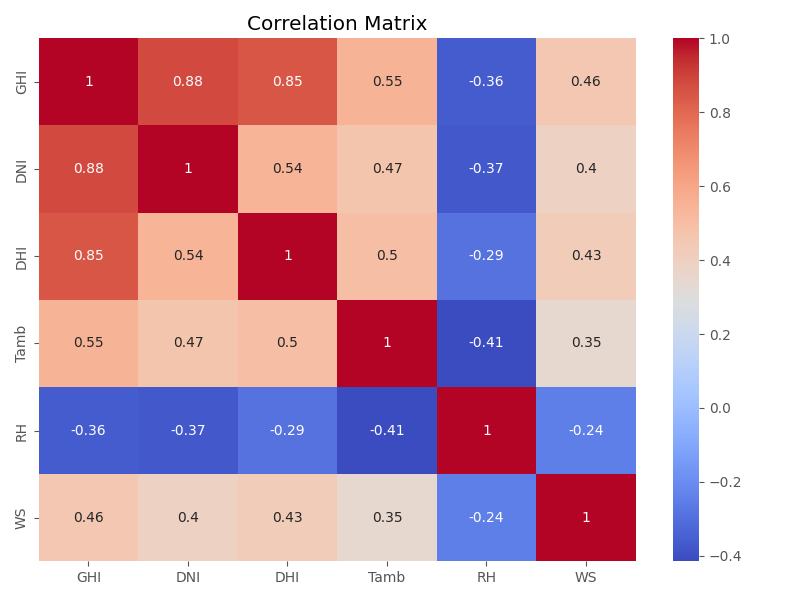 Correlation Matrix
GHI 1 0.88 0.85 0.55 -0.36 0.46
DNI 0.88 1 0.54 0.47 -0.37 0.4
DHI 0.85 0.54 1 0.5 -0.29 0.43
Tamb 0.55 0.47 0.5 1 -0.41 0.35
RH -0.36 -0.37 -0.29 -0.41 1 -0.24
WS 0.46 0.4 0.43 0.35 -0.24 1
GHI DNI DHI Tamb RH WS
1.0
0.8
0.6
0.4
0.2
0.0
−0.2
−0.4